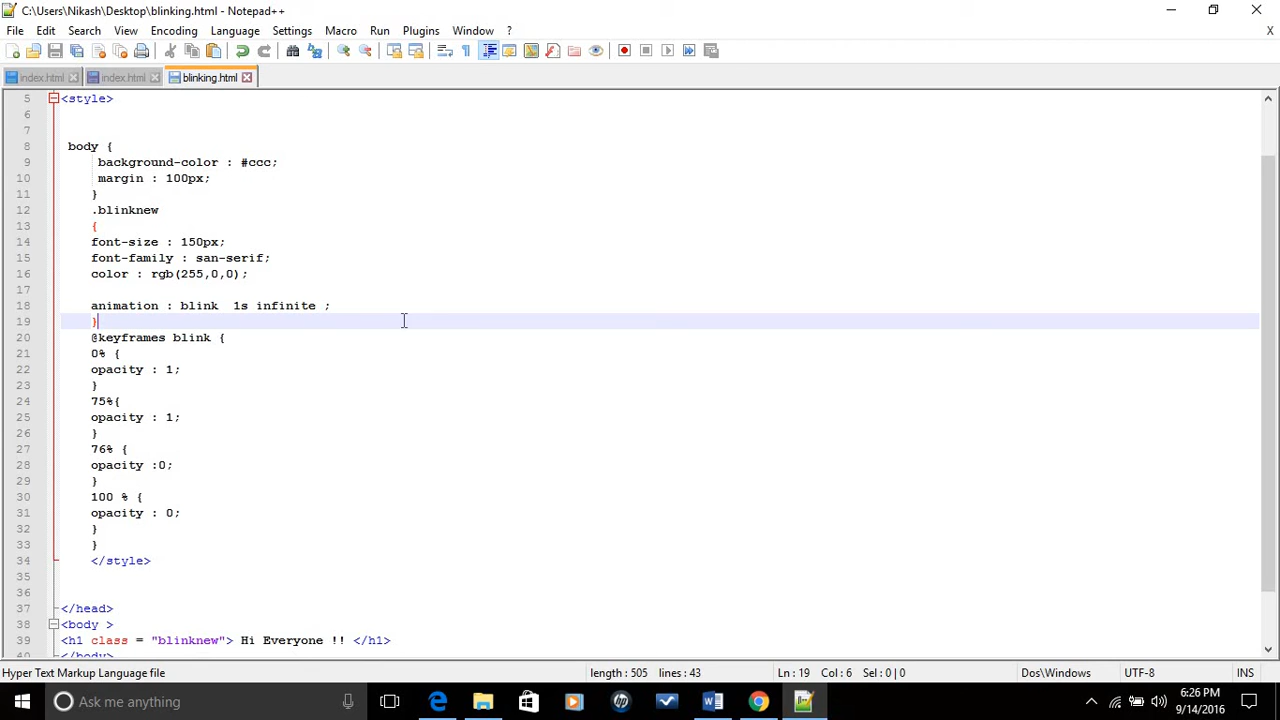 C:\Users\Nikash\Desktop\blinking.html - Notepad++
File Edit Search View Encoding Language Settings Macro Run Plugins Window ? X
index.html index.html blinking.html
5 <style>
6
7
8 body {
9 background-color : #ccc;
10 margin : 100px;
11 }
12 .blinknew
13 {
14 font-size : 150px;
15 font-family : san-serif;
16 color : rgb(255,0,0);
17
18 animation : blink  1s infinite ;
19 }
20 @keyframes blink {
21 0% {
22 opacity : 1;
23 }
24 75%{
25 opacity : 1;
26 }
27 76% {
28 opacity :0;
29 }
30 100 % {
31 opacity : 0;
32 }
33 }
34 </style>
35
36
37 </head>
38 <body >
39 <h1 class = "blinknew"> Hi Everyone !! </h1>
40 </body>
Hyper Text Markup Language file length : 505 lines : 43 Ln : 19 Col : 6 Sel : 0 | 0 Dos\Windows UTF-8 INS
Ask me anything 6:26 PM
9/14/2016